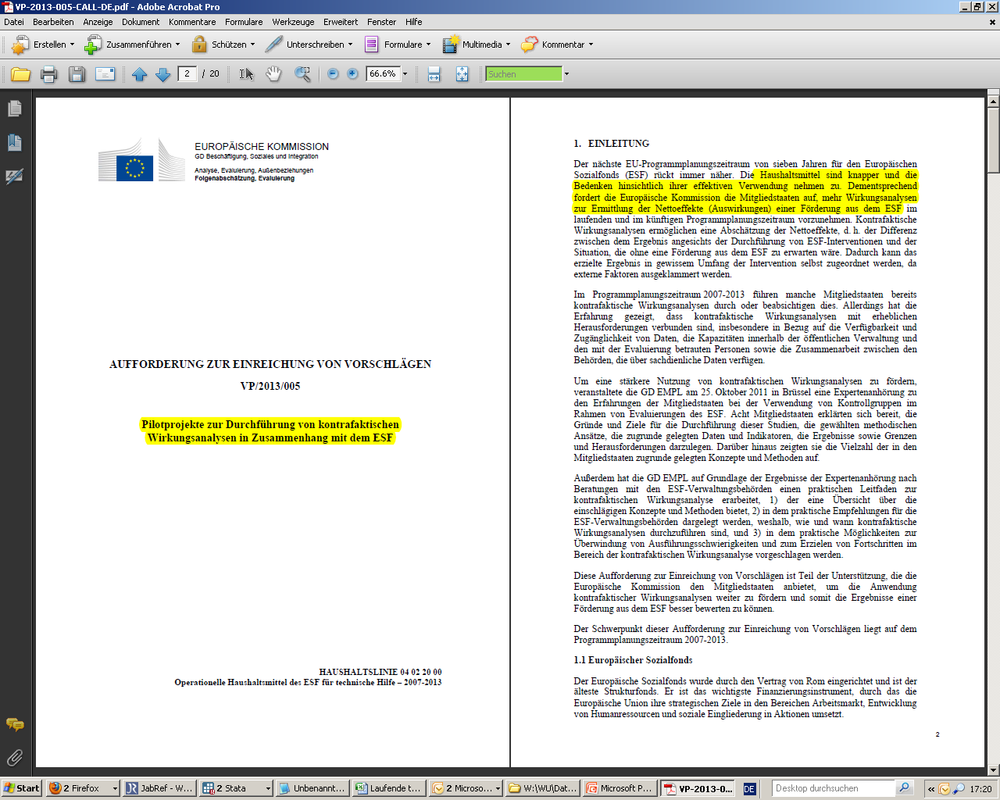 VP-2013-005-CALL-DE.pdf - Adobe Acrobat Pro
Datei Bearbeiten Anzeige Dokument Kommentare Formulare Werkzeuge Erweitert Fenster Hilfe
Erstellen Zusammenführen Schützen Unterschreiben Formulare Multimedia Kommentar
2 / 20 66.6% Suchen
EUROPÄISCHE KOMMISSION
GD Beschäftigung, Soziales und Integration
Analyse, Evaluierung, Außenbeziehungen
Folgenabschätzung, Evaluierung
AUFFORDERUNG ZUR EINREICHUNG VON VORSCHLÄGEN
VP/2013/005
Pilotprojekte zur Durchführung von kontrafaktischen
Wirkungsanalysen in Zusammenhang mit dem ESF
HAUSHALTSLINIE 04 02 20 00
Operationelle Haushaltsmittel des ESF für technische Hilfe – 2007-2013
1. EINLEITUNG
Der nächste EU-Programmplanungszeitraum von sieben Jahren für den Europäischen
Sozialfonds (ESF) rückt immer näher. Die Haushaltsmittel sind knapper und die
Bedenken hinsichtlich ihrer effektiven Verwendung nehmen zu. Dementsprechend
fordert die Europäische Kommission die Mitgliedstaaten auf, mehr Wirkungsanalysen
zur Ermittlung der Nettoeffekte (Auswirkungen) einer Förderung aus dem ESF im
laufenden und im künftigen Programmplanungszeitraum vorzunehmen. Kontrafaktische
Wirkungsanalysen ermöglichen eine Abschätzung der Nettoeffekte, d. h. der Differenz
zwischen dem Ergebnis angesichts der Durchführung von ESF-Interventionen und der
Situation, die ohne eine Förderung aus dem ESF zu erwarten wäre. Dadurch kann das
erzielte Ergebnis in gewissem Umfang der Intervention selbst zugeordnet werden, da
externe Faktoren ausgeklammert werden.
Im Programmplanungszeitraum 2007-2013 führen manche Mitgliedstaaten bereits
kontrafaktische Wirkungsanalysen durch oder beabsichtigen dies. Allerdings hat die
Erfahrung gezeigt, dass kontrafaktische Wirkungsanalysen mit erheblichen
Herausforderungen verbunden sind, insbesondere in Bezug auf die Verfügbarkeit und
Zugänglichkeit von Daten, die Kapazitäten innerhalb der öffentlichen Verwaltung und
den mit der Evaluierung betrauten Personen sowie die Zusammenarbeit zwischen den
Behörden, die über sachdienliche Daten verfügen.
Um eine stärkere Nutzung von kontrafaktischen Wirkungsanalysen zu fördern,
veranstaltete die GD EMPL am 25. Oktober 2011 in Brüssel eine Expertenanhörung zu
den Erfahrungen der Mitgliedstaaten bei der Verwendung von Kontrollgruppen im
Rahmen von Evaluierungen des ESF. Acht Mitgliedstaaten erklärten sich bereit, die
Gründe und Ziele für die Durchführung dieser Studien, die gewählten methodischen
Ansätze, die zugrunde gelegten Daten und Indikatoren, die Ergebnisse sowie Grenzen
und Herausforderungen darzulegen. Darüber hinaus zeigten sie die Vielzahl der in den
Mitgliedstaaten zugrunde gelegten Konzepte und Methoden auf.
Außerdem hat die GD EMPL auf Grundlage der Ergebnisse der Expertenanhörung nach
Beratungen mit den ESF-Verwaltungsbehörden einen praktischen Leitfaden zur
kontrafaktischen Wirkungsanalyse erarbeitet, 1) der eine Übersicht über die
einschlägigen Konzepte und Methoden bietet, 2) in dem praktische Empfehlungen für die
ESF-Verwaltungsbehörden dargelegt werden, weshalb, wie und wann kontrafaktische
Wirkungsanalysen durchzuführen sind, und 3) in dem praktische Möglichkeiten zur
Überwindung von Ausführungsschwierigkeiten und zum Erzielen von Fortschritten im
Bereich der kontrafaktischen Wirkungsanalyse vorgeschlagen werden.
Diese Aufforderung zur Einreichung von Vorschlägen ist Teil der Unterstützung, die die
Europäische Kommission den Mitgliedstaaten anbietet, um die Anwendung
kontrafaktischer Wirkungsanalysen weiter zu fördern und somit die Ergebnisse einer
Förderung aus dem ESF besser bewerten zu können.
Der Schwerpunkt dieser Aufforderung zur Einreichung von Vorschlägen liegt auf dem
Programmplanungszeitraum 2007-2013.
1.1 Europäischer Sozialfonds
Der Europäische Sozialfonds wurde durch den Vertrag von Rom eingerichtet und ist der
älteste Strukturfonds. Er ist das wichtigste Finanzierungsinstrument, durch das die
Europäische Union ihre strategischen Ziele in den Bereichen Arbeitsmarkt, Entwicklung
von Humanressourcen und soziale Eingliederung in Aktionen umsetzt.
2
Start 2 Firefox JabRef - W... 2 Stata Unbenannt... Laufende t... 2 Microso... W:\WU\Dat... Microsoft P... VP-2013-0... DE Desktop durchsuchen « 17:20